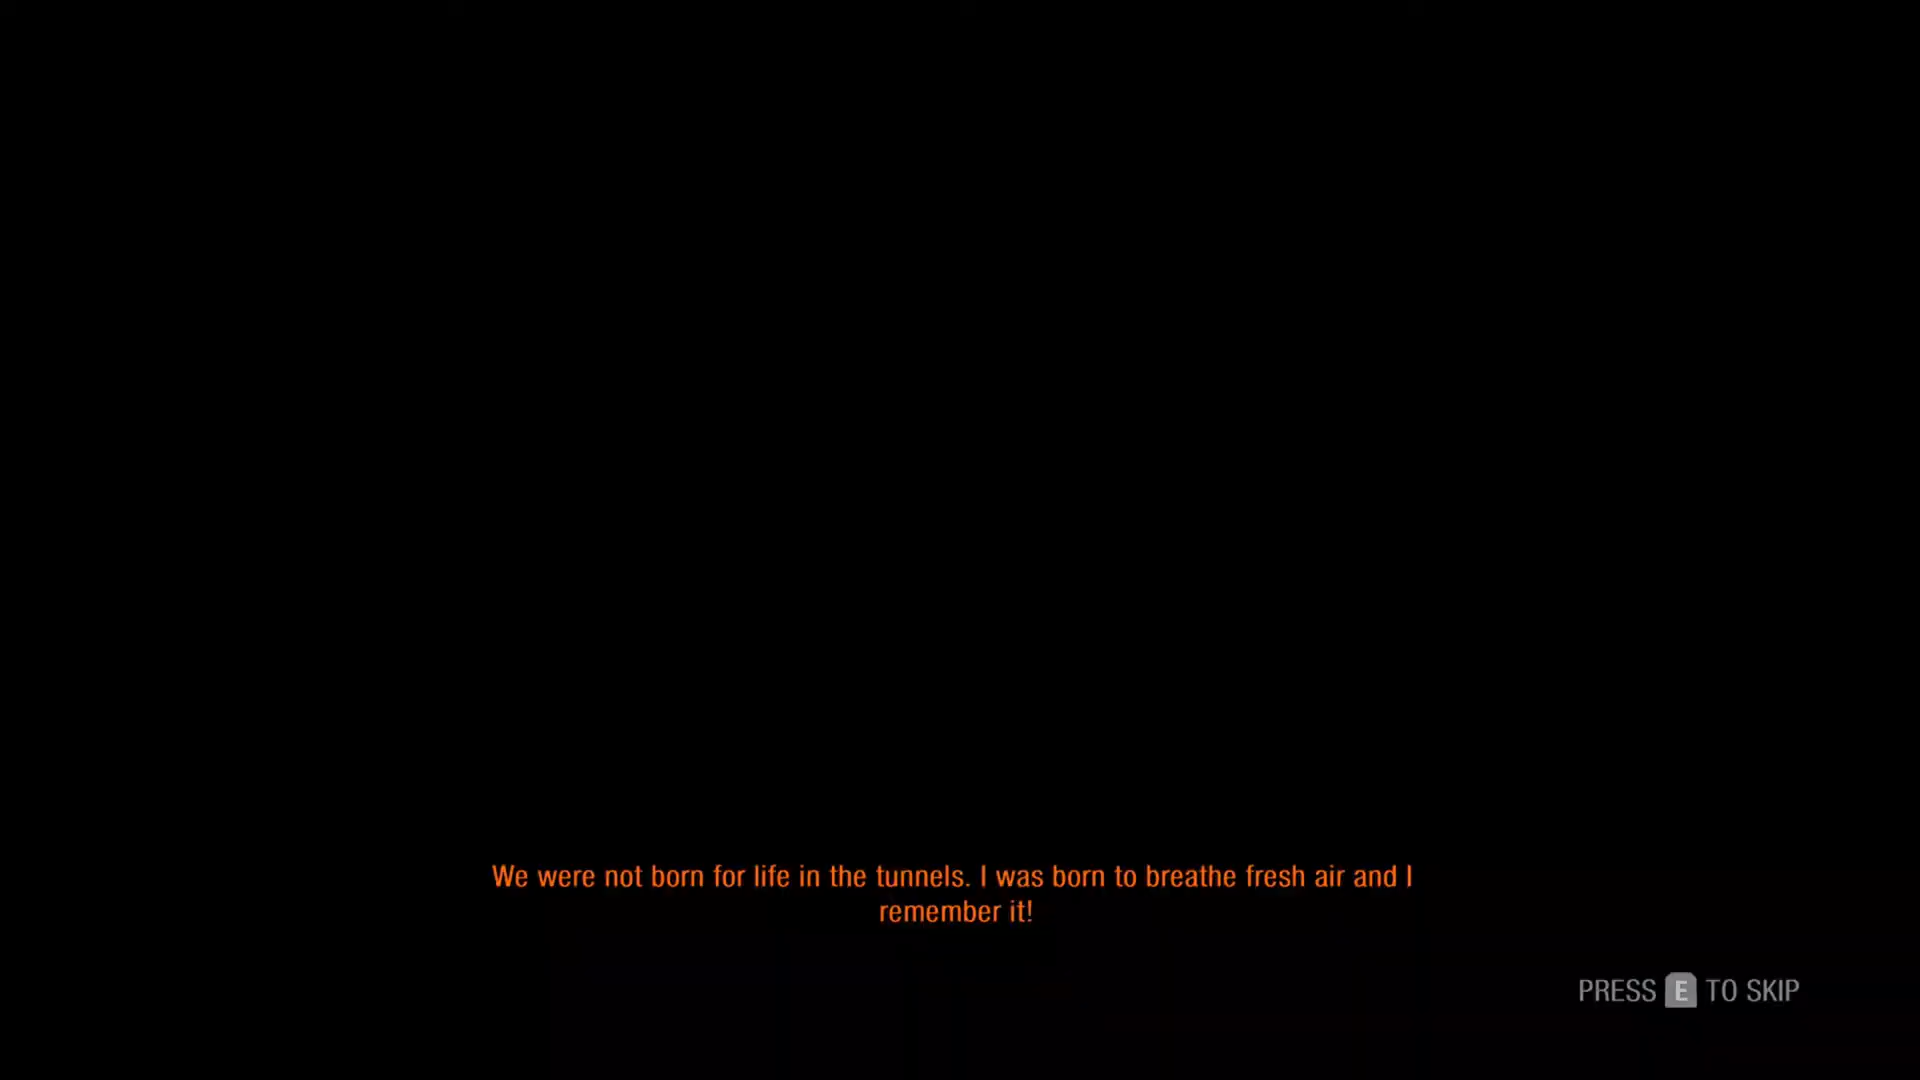 We were not born for life in the tunnels. I was born to breathe fresh air and I
remember it!
PRESS E TO SKIP